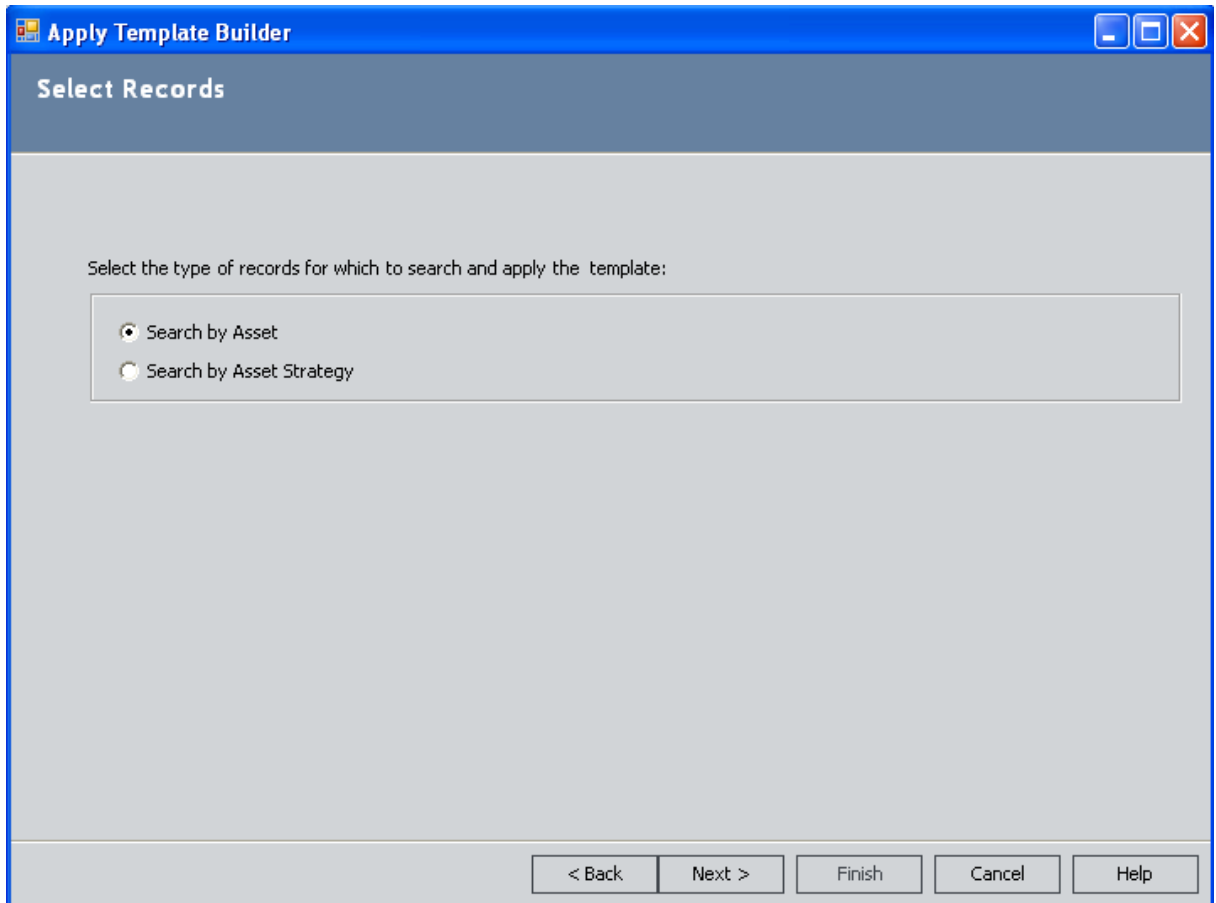 Apply Template Builder
Select Records
Select the type of records for which to search and apply the template:
Search by Asset
Search by Asset Strategy
< Back Next > Finish Cancel Help